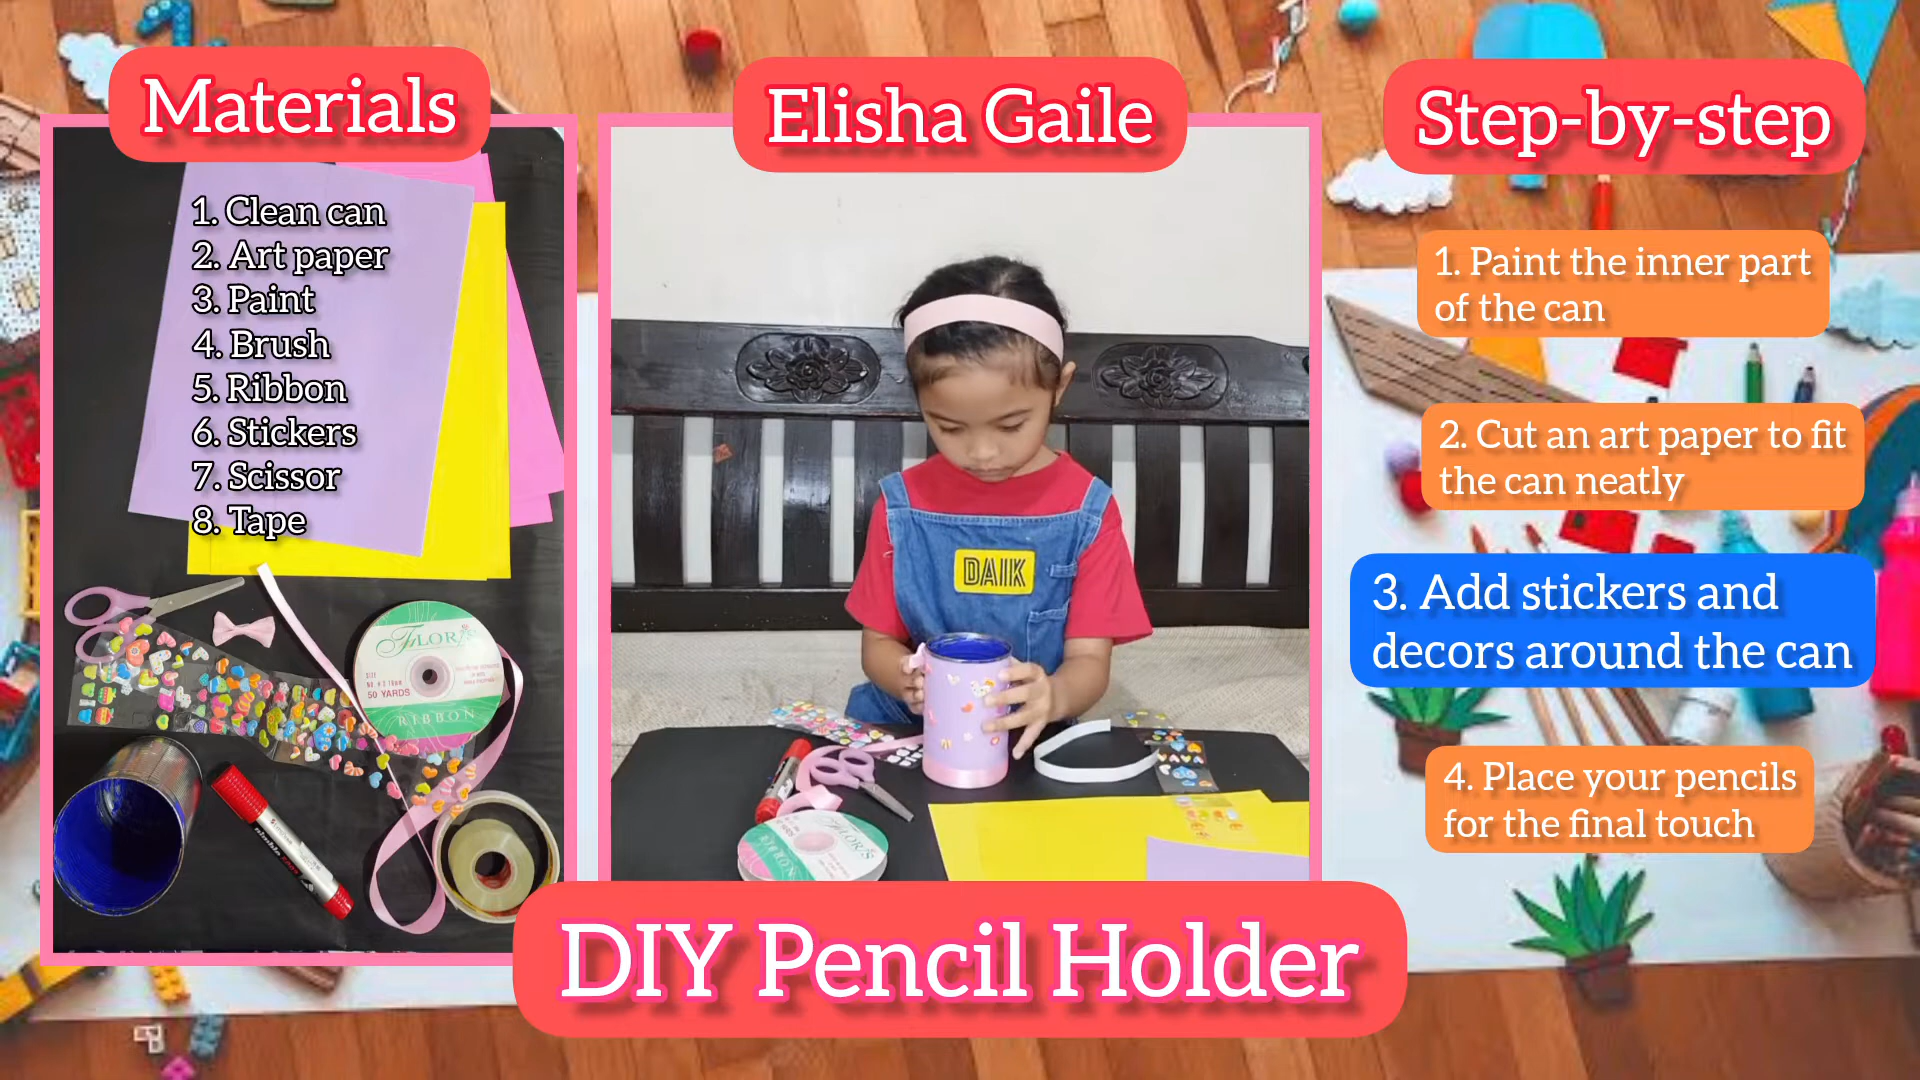 Materials
1. Clean can
2. Art paper
3. Paint
4. Brush
5. Ribbon
6. Stickers
7. Scissor
8. Tape
FLORIS
50 YARDS
RIBBON
Elisha Gaile
DAIK
FLORIS
RIBBON
DIY Pencil Holder
Step-by-step
1. Paint the inner part
of the can
2. Cut an art paper to fit
the can neatly
3. Add stickers and
decors around the can
4. Place your pencils
for the final touch